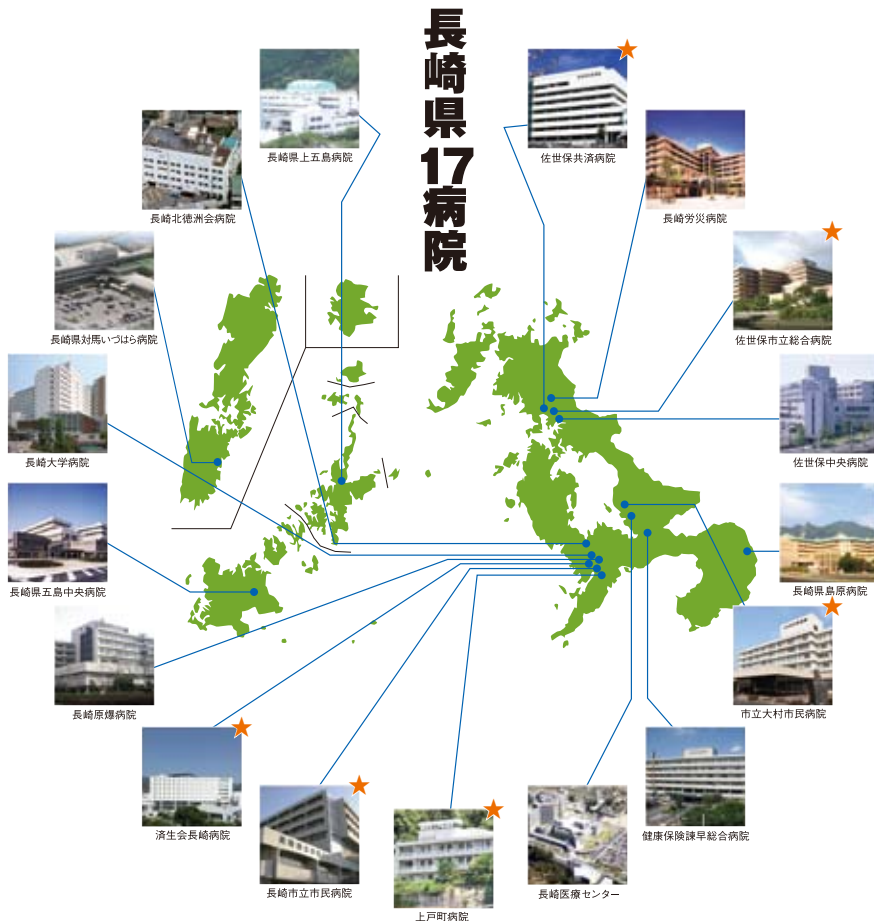 長崎県17病院
長崎県上五島病院
佐世保共済病院
長崎北徳洲会病院
長崎労災病院
長崎県対馬いづはら病院
佐世保市立総合病院
長崎大学病院
佐世保中央病院
長崎県五島中央病院
長崎県島原病院
長崎原爆病院
市立大村市民病院
済生会長崎病院
健康保険諫早総合病院
長崎市立市民病院
長崎医療センター
上戸町病院